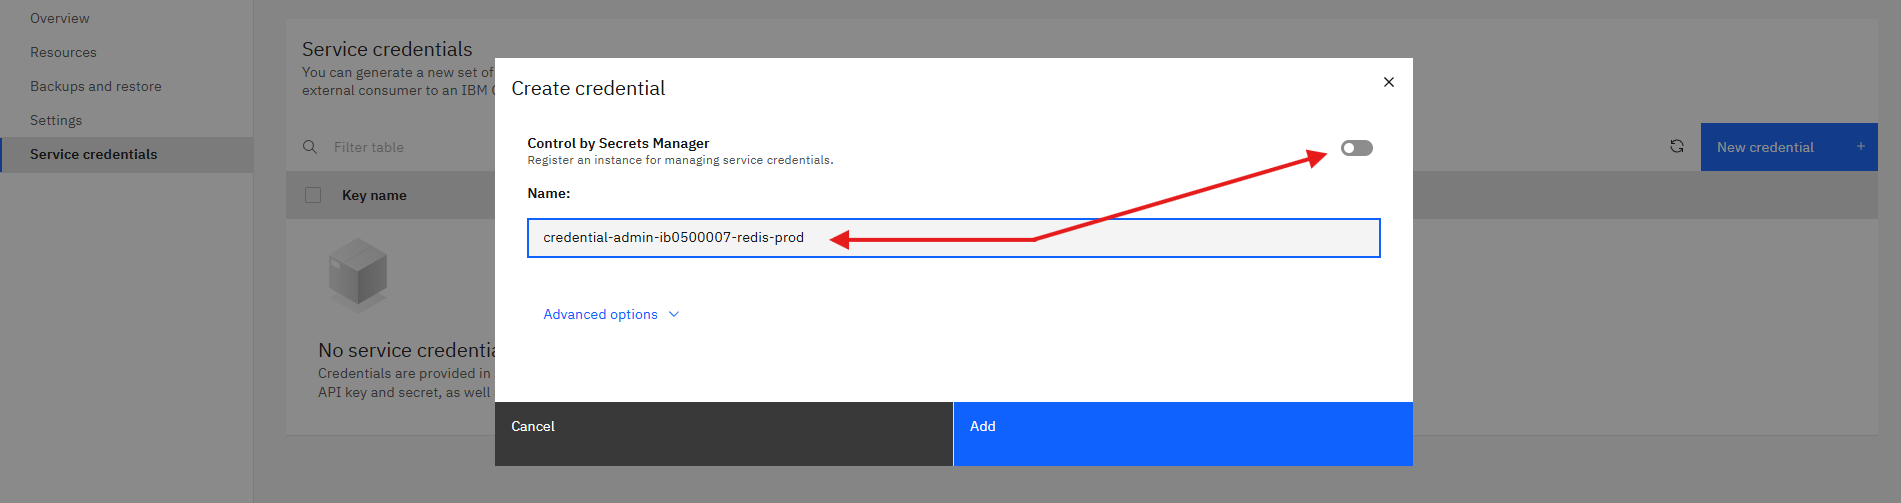 Overview
Resources
Backups and restore
Settings
Service credentials
Service credentials
You can generate a new set of
external consumer to an IBM
Filter table
New credential +
Key name
No service
Credentials are provided in
API key and secret, as well
Create credential
Control by Secrets Manager
Register an instance for managing service credentials.
Name:
credential-admin-ib0500007-redis-prod
Advanced options
Cancel
Add